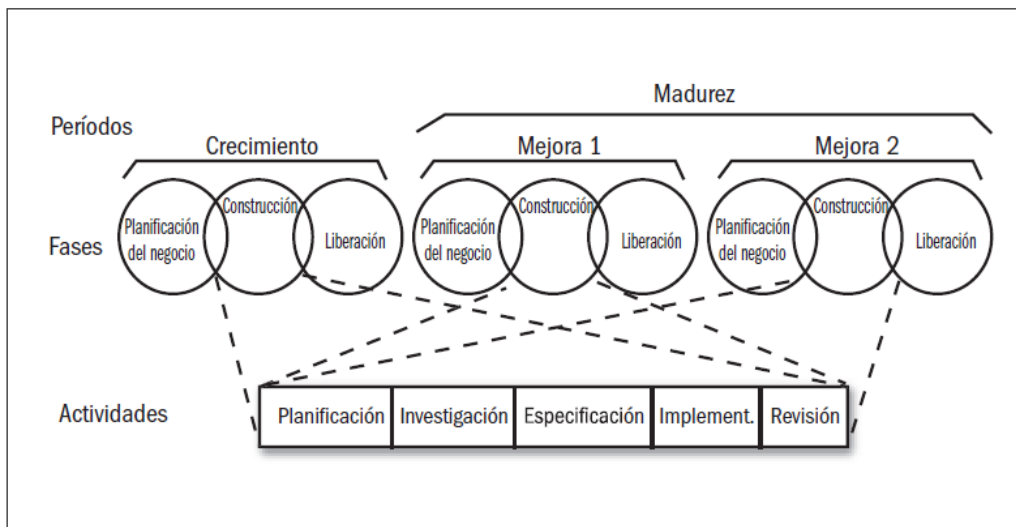 Madurez
Períodos
Crecimiento
Mejora 1
Mejora 2
Fases
Planificación
del negocio
Construcción
Liberación
Planificación
del negocio
Construcción
Liberación
Planificación
del negocio
Construcción
Liberación
Actividades
Planificación
Investigación
Especificación
Implement.
Revisión